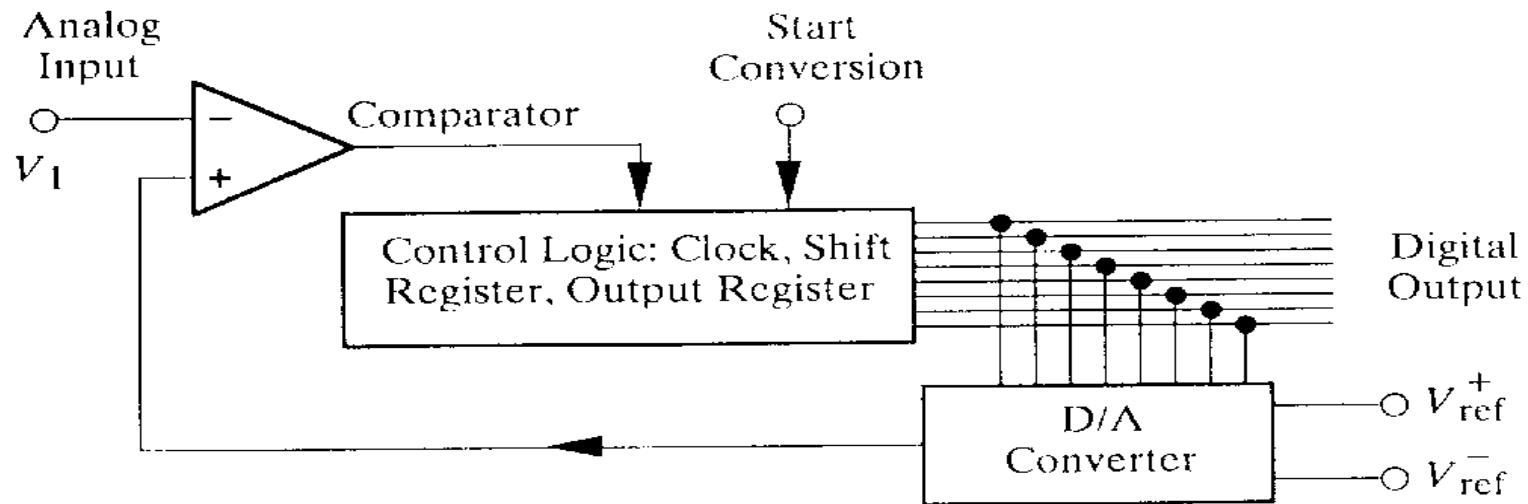 Analog
Input
V1
−
+
Comparator
Start
Conversion
Control Logic: Clock, Shift
Register, Output Register
Digital
Output
D/A
Converter
V+ref
V−ref